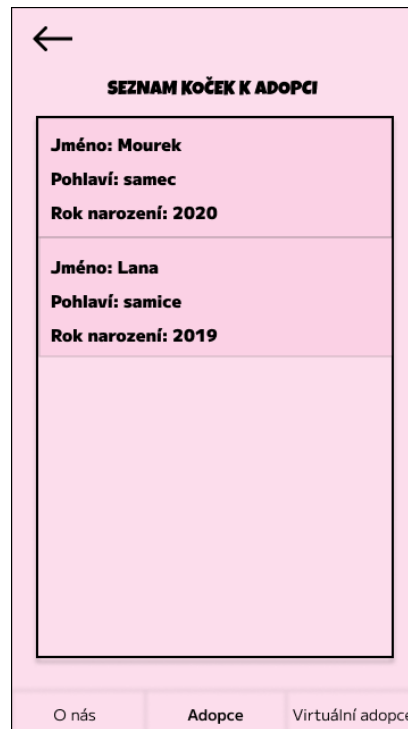 SEZNAM KOČEK K ADOPCI
Jméno: Mourek
Pohlaví: samec
Rok narození: 2020
Jméno: Lana
Pohlaví: samice
Rok narození: 2019
O nás
Adopce
Virtuální adopce